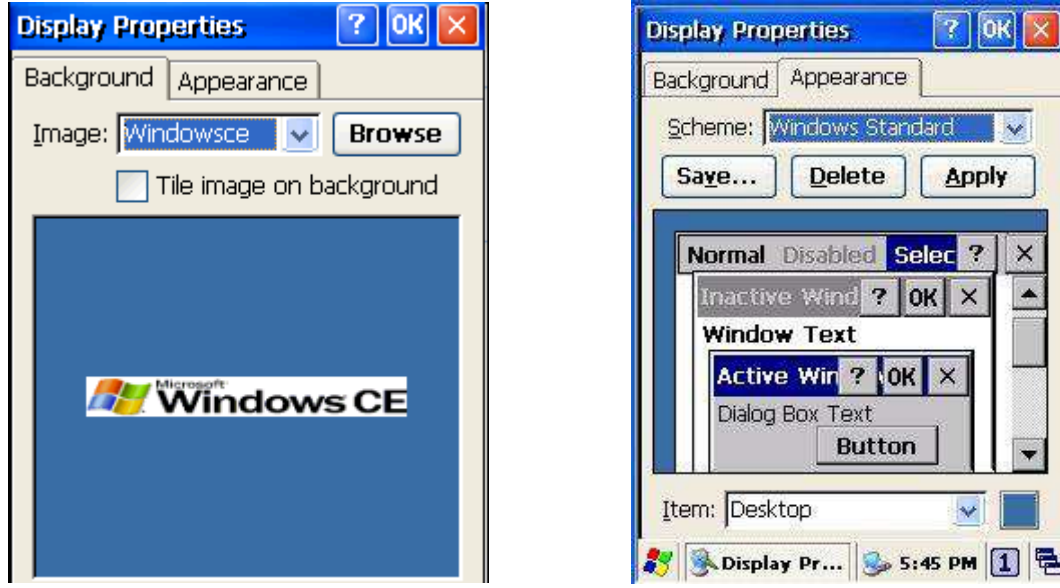 Display Properties ? OK
Background Appearance
Image: Windowsce Browse
Tile image on background
Microsoft
Windows CE
Display Properties ? OK
Background Appearance
Scheme: Windows Standard
Save... Delete Apply
Normal Disabled Selec ?
Inactive Wind ? OK
Window Text
Active Win ? OK
Dialog Box Text
Button
Item: Desktop
Display Pr... 5:45 PM 1